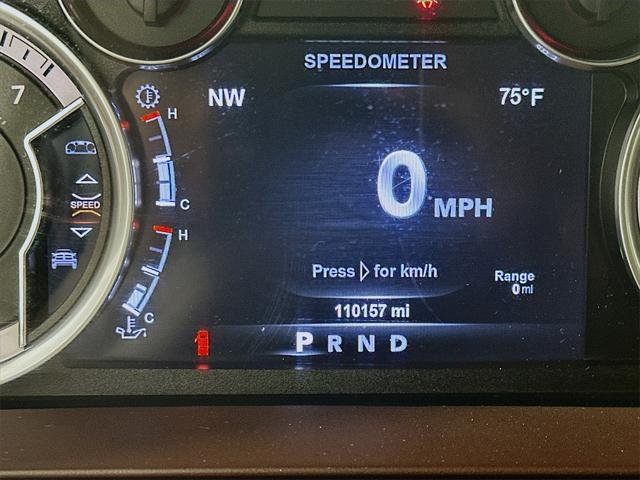 SPEEDOMETER
NW
75°F
7
H
C
SPEED
0 MPH
H
C
Press ▷ for km/h
Range
0 mi
110157 mi
P R N D